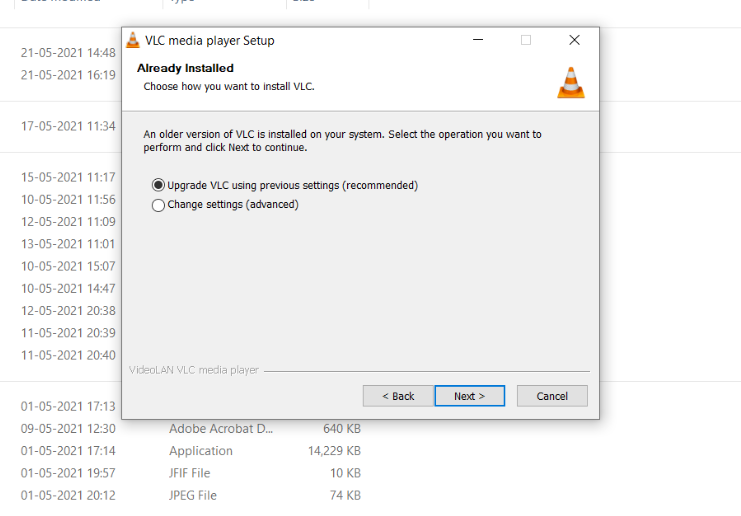 VLC media player Setup
Already Installed
Choose how you want to install VLC.
An older version of VLC is installed on your system. Select the operation you want to
perform and click Next to continue.
Upgrade VLC using previous settings (recommended)
Change settings (advanced)
VideoLAN VLC media player
< Back Next > Cancel
21-05-2021 14:48
21-05-2021 16:19
17-05-2021 11:34
15-05-2021 11:17
10-05-2021 11:56
12-05-2021 11:09
13-05-2021 11:01
10-05-2021 15:07
10-05-2021 14:47
12-05-2021 20:38
11-05-2021 20:39
11-05-2021 20:40
01-05-2021 17:13
09-05-2021 12:30 Adobe Acrobat D... 640 KB
01-05-2021 17:14 Application 14,229 KB
01-05-2021 19:57 JFIF File 10 KB
01-05-2021 20:12 JPEG File 74 KB